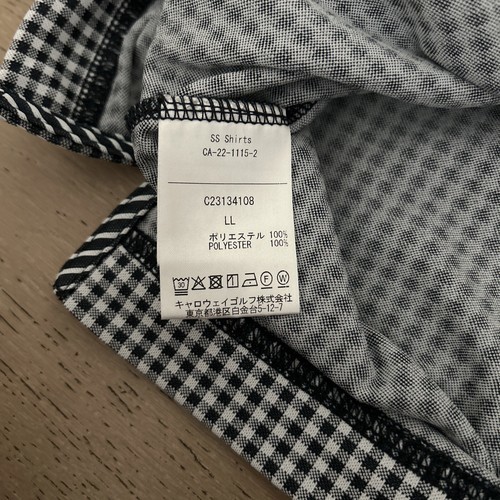 SS Shirts
CA-22-1115-2
C23134108
LL
ポリエステル 100%
POLYESTER 100%
F W
キャロウェイゴルフ株式会社
東京都港区白金台5-12-7